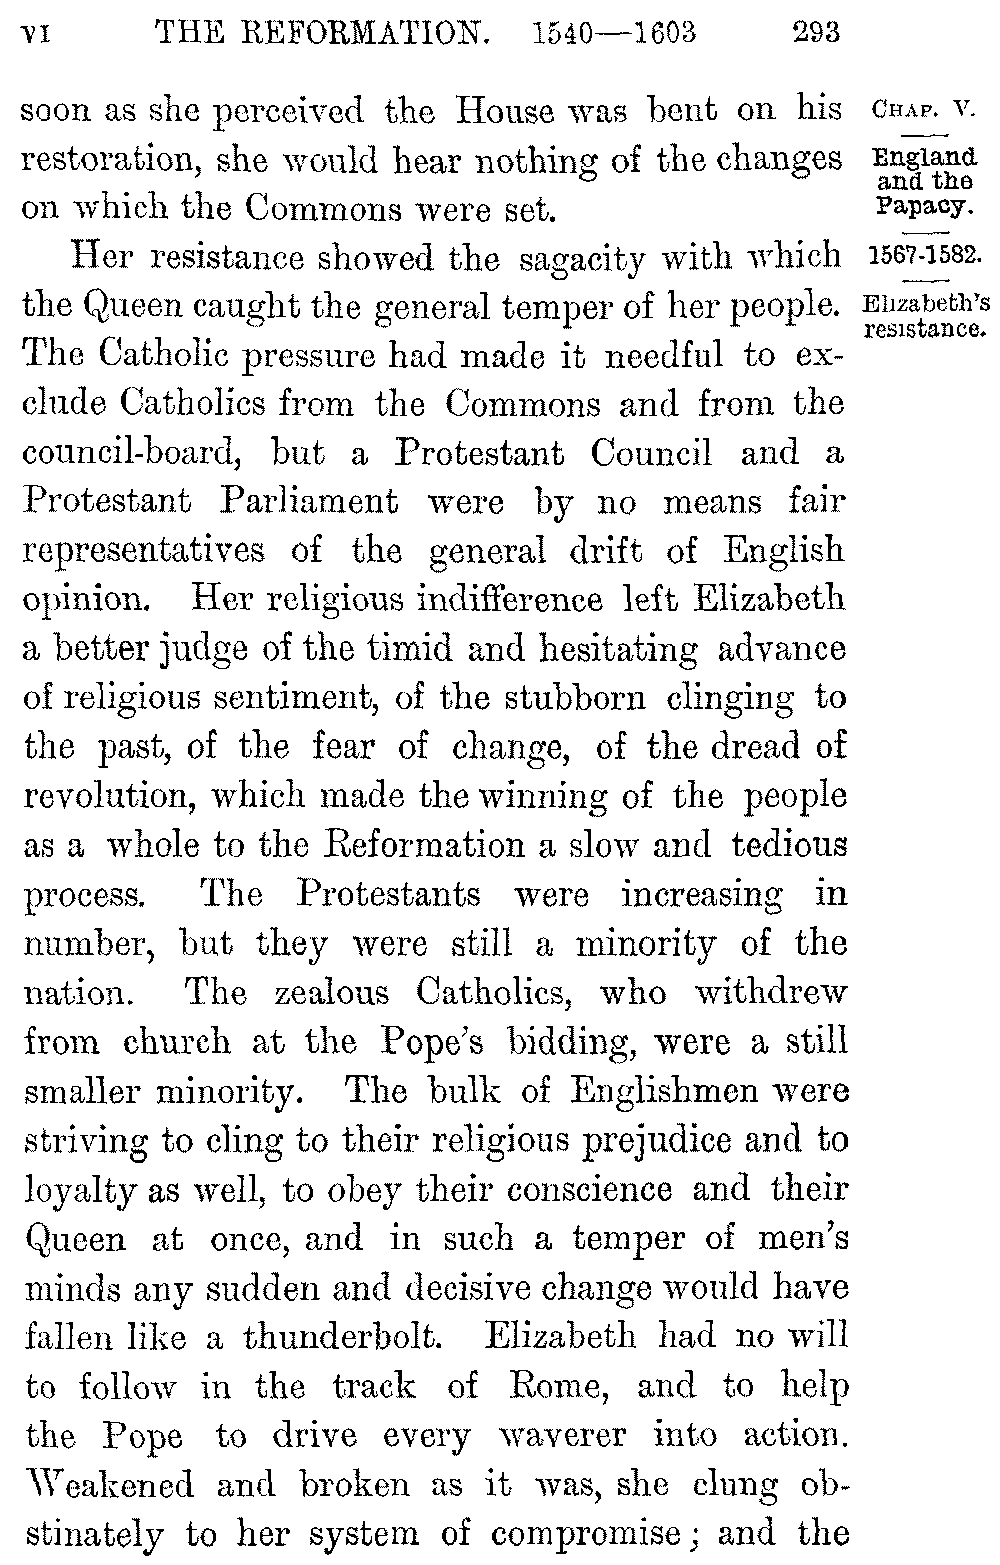 VI THE REFORMATION. 1540—1603 293
soon as she perceived the House was bent on his
restoration, she would hear nothing of the changes
on which the Commons were set.
Her resistance showed the sagacity with which
the Queen caught the general temper of her people.
The Catholic pressure had made it needful to ex-
clude Catholics from the Commons and from the
council-board, but a Protestant Council and a
Protestant Parliament were by no means fair
representatives of the general drift of English
opinion. Her religious indifference left Elizabeth
a better judge of the timid and hesitating advance
of religious sentiment, of the stubborn clinging to
the past, of the fear of change, of the dread of
revolution, which made the winning of the people
as a whole to the Reformation a slow and tedious
process. The Protestants were increasing in
number, but they were still a minority of the
nation. The zealous Catholics, who withdrew
from church at the Pope's bidding, were a still
smaller minority. The bulk of Englishmen were
striving to cling to their religious prejudice and to
loyalty as well, to obey their conscience and their
Queen at once, and in such a temper of men's
minds any sudden and decisive change would have
fallen like a thunderbolt. Elizabeth had no will
to follow in the track of Rome, and to help
the Pope to drive every waverer into action.
Weakened and broken as it was, she clung ob-
stinately to her system of compromise; and the
CHAP. V.
England
and the
Papacy.
1567-1582.
Elizabeth's
resistance.